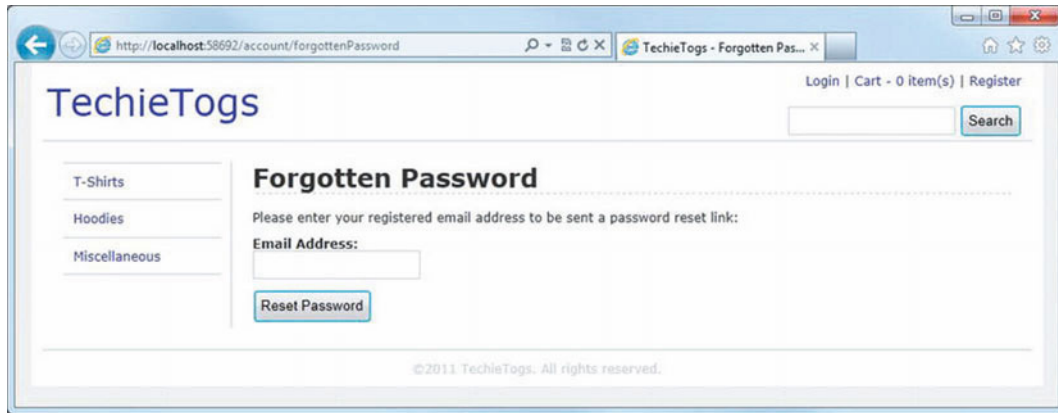 http://localhost:58692/account/forgottenPassword
TechieTogs - Forgotten Pas...
Login | Cart - 0 item(s) | Register
TechieTogs
Search
T-Shirts
Hoodies
Miscellaneous
Forgotten Password
Please enter your registered email address to be sent a password reset link:
Email Address:
Reset Password
©2011 TechieTogs. All rights reserved.